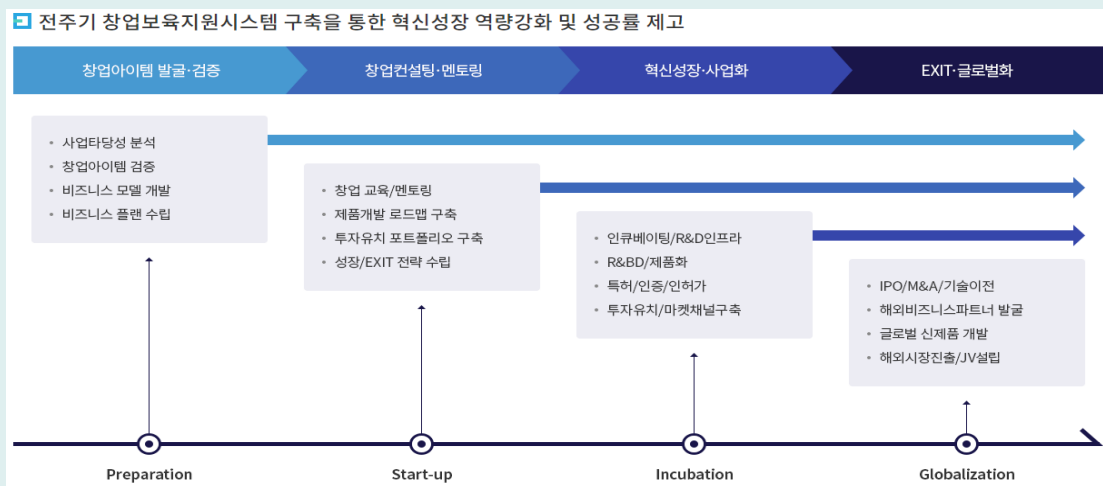 전주기 창업보육지원시스템 구축을 통한 혁신성장 역량강화 및 성공률 제고
창업아이템 발굴·검증
창업컨설팅·멘토링
혁신성장·사업화
EXIT·글로벌화
• 사업타당성 분석
• 창업아이템 검증
• 비즈니스 모델 개발
• 비즈니스 플랜 수립
• 창업 교육/멘토링
• 제품개발 로드맵 구축
• 투자유치 포트폴리오 구축
• 성장/EXIT 전략 수립
• 인큐베이팅/R&D인프라
• R&BD/제품화
• 특허/인증/인허가
• 투자유치/마켓채널구축
• IPO/M&A/기술이전
• 해외비즈니스파트너 발굴
• 글로벌 신제품 개발
• 해외시장진출/JV설립
Preparation
Start-up
Incubation
Globalization